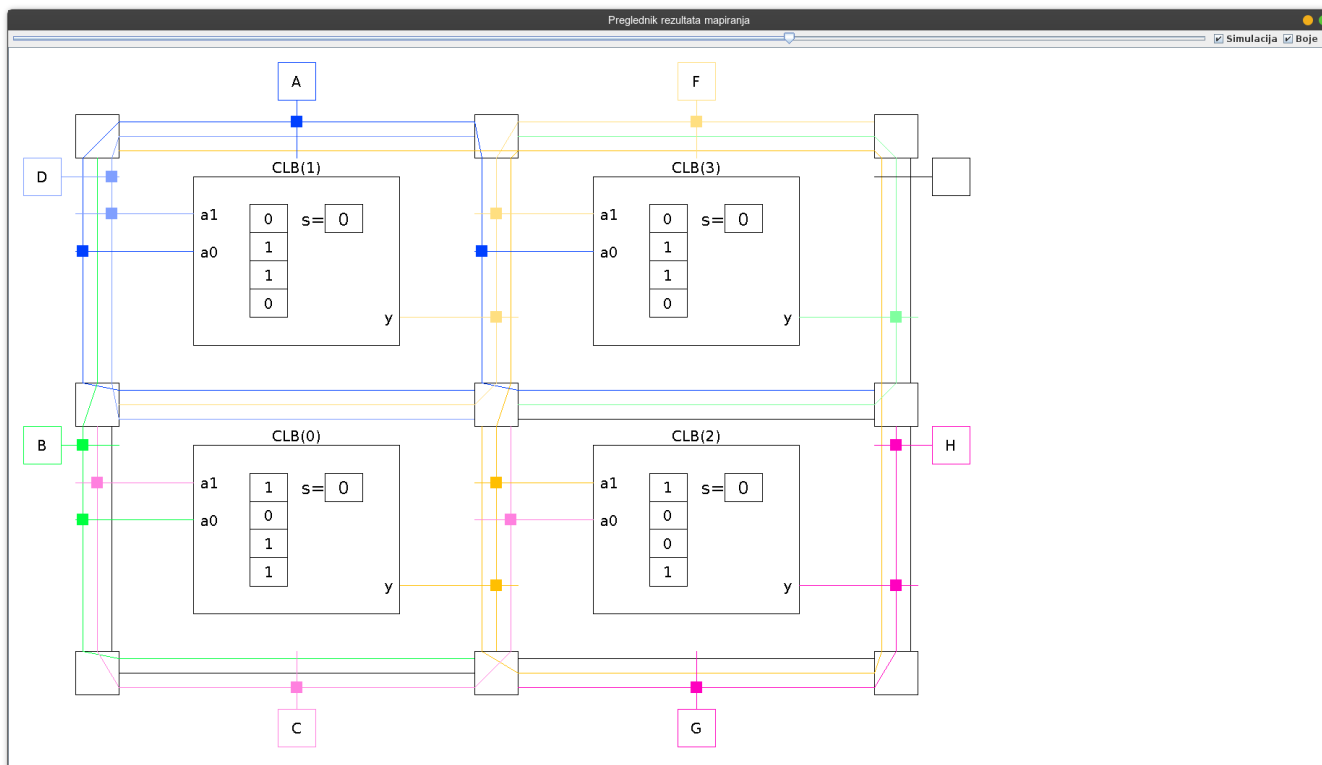 Preglednik rezultata mapiranja
Simulacija Boje
A F
CLB(1) CLB(3)
D
a1 0 s= 0 a1 0 s= 0
a0 1 a0 1
1 1
0 0
y y
CLB(0) CLB(2)
B H
a1 1 s= 0 a1 1 s= 0
a0 0 a0 0
1 0
1 1
y y
C G